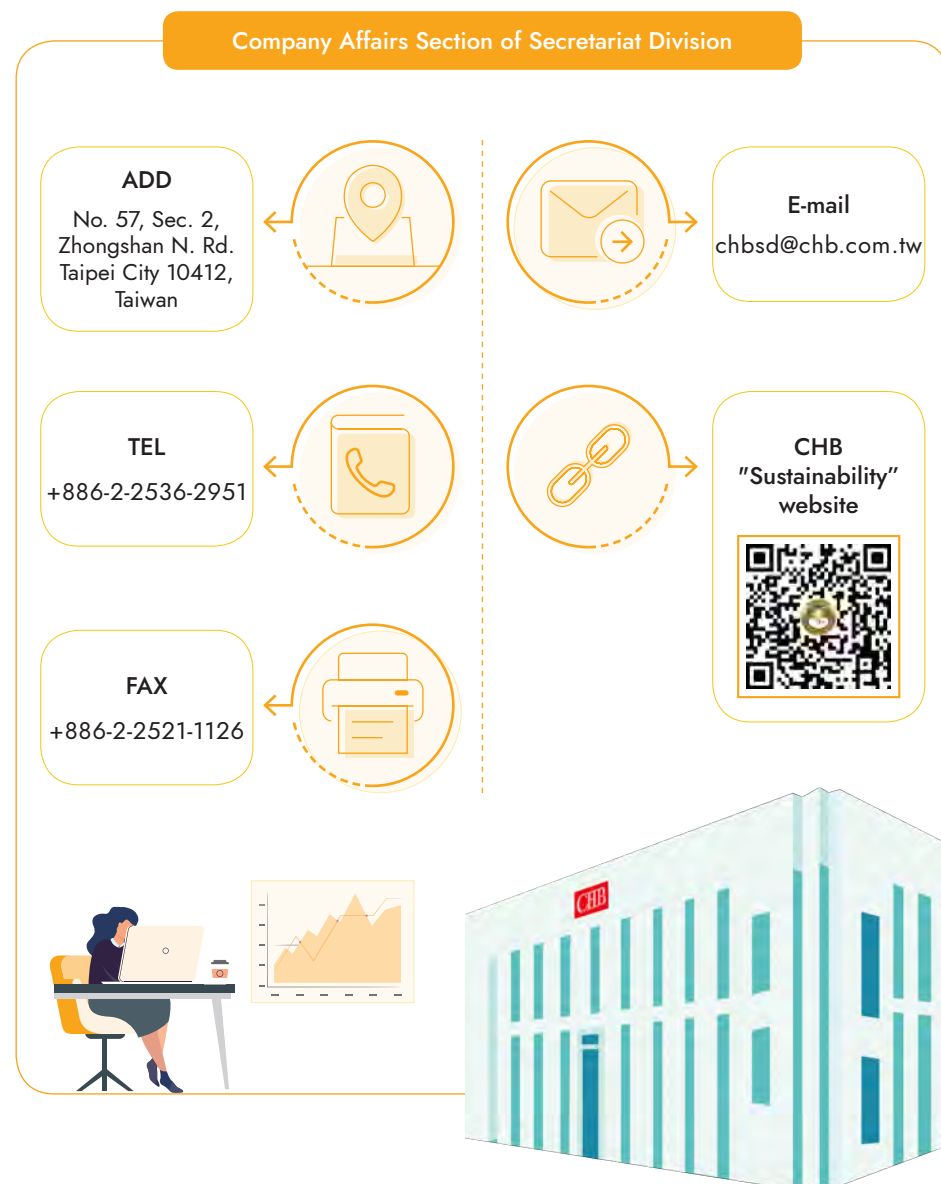 Company Affairs Section of Secretariat Division
ADD
No. 57, Sec. 2,
Zhongshan N. Rd.
Taipei City 10412,
Taiwan
E-mail
chbsd@chb.com.tw
TEL
+886-2-2536-2951
CHB
"Sustainability”
website
FAX
+886-2-2521-1126
CHB